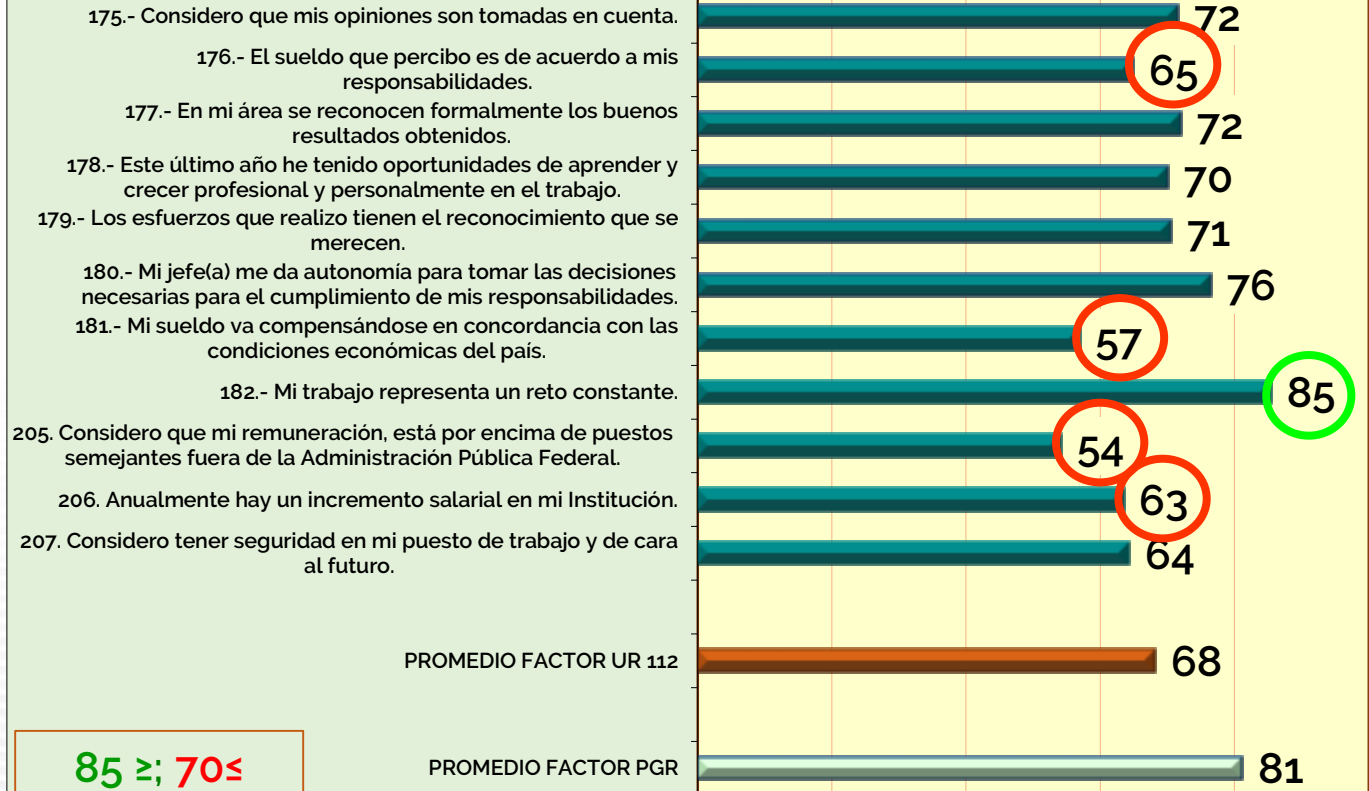 175.- Considero que mis opiniones son tomadas en cuenta.
72
176.- El sueldo que percibo es de acuerdo a mis
responsabilidades.
65
177.- En mi área se reconocen formalmente los buenos
resultados obtenidos.
72
178.- Este último año he tenido oportunidades de aprender y
crecer profesional y personalmente en el trabajo.
70
179.- Los esfuerzos que realizo tienen el reconocimiento que se
merecen.
71
180.- Mi jefe(a) me da autonomía para tomar las decisiones
necesarias para el cumplimiento de mis responsabilidades.
76
181.- Mi sueldo va compensándose en concordancia con las
condiciones económicas del país.
57
182.- Mi trabajo representa un reto constante.
85
205. Considero que mi remuneración, está por encima de puestos
semejantes fuera de la Administración Pública Federal.
54
206. Anualmente hay un incremento salarial en mi Institución.
63
207. Considero tener seguridad en mi puesto de trabajo y de cara
al futuro.
64
PROMEDIO FACTOR UR 112
68
85 ≥; 70≤
PROMEDIO FACTOR PGR
81